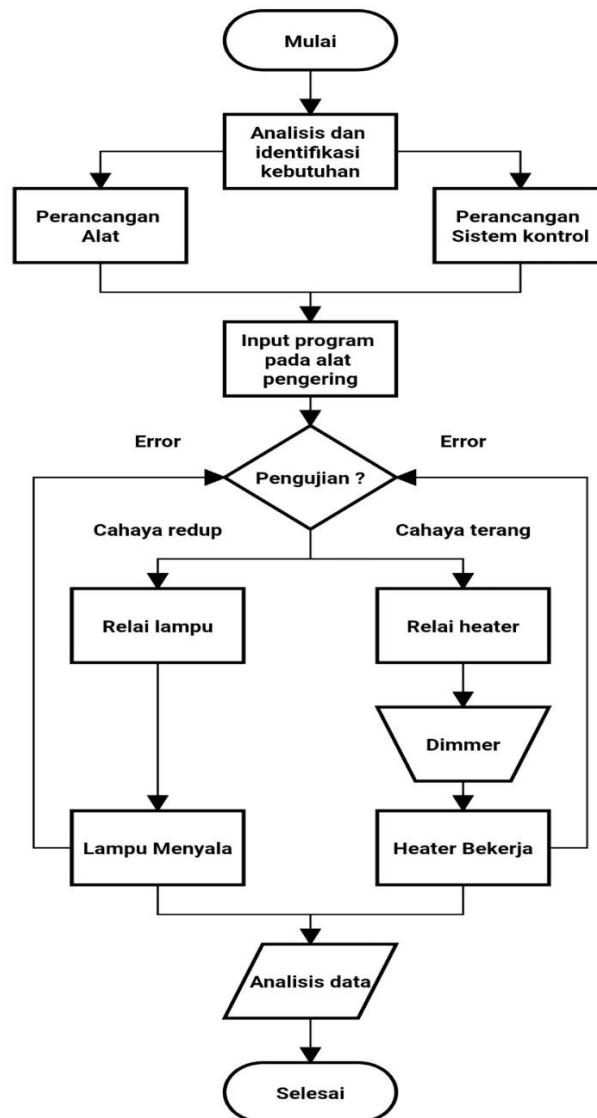 Mulai
Analisis dan
identifikasi
kebutuhan
Perancangan
Alat
Perancangan
Sistem kontrol
Input program
pada alat
pengering
Error
Error
Pengujian ?
Cahaya redup
Cahaya terang
Relai lampu
Relai heater
Dimmer
Lampu Menyala
Heater Bekerja
Analisis data
Selesai